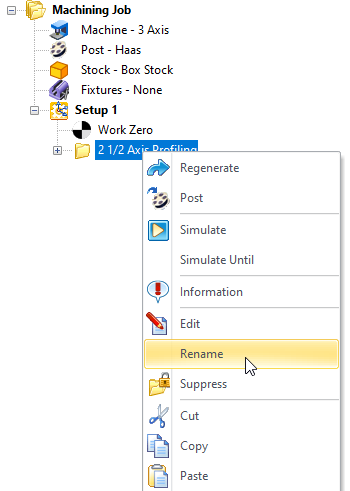 Machining Job
Machine - 3 Axis
Post - Haas
Stock - Box Stock
Fixtures - None
Setup 1
Work Zero
2 1/2 Axis Profiling
Regenerate
Post
Simulate
Simulate Until
Information
Edit
Rename
Suppress
Cut
Copy
Paste